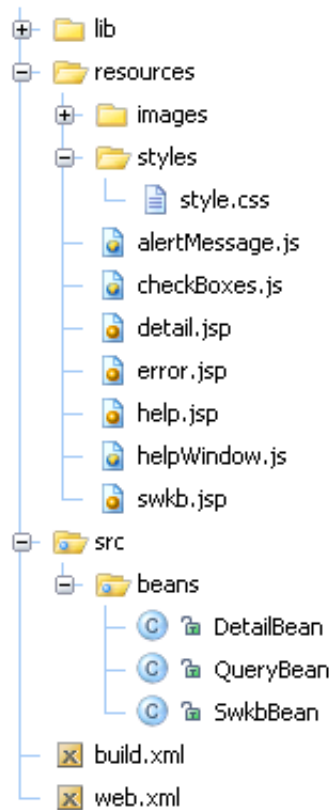 lib
resources
images
styles
style.css
alertMessage.js
checkBoxes.js
detail.jsp
error.jsp
help.jsp
helpWindow.js
swkb.jsp
src
beans
C DetailBean
C QueryBean
C SwkbBean
build.xml
web.xml